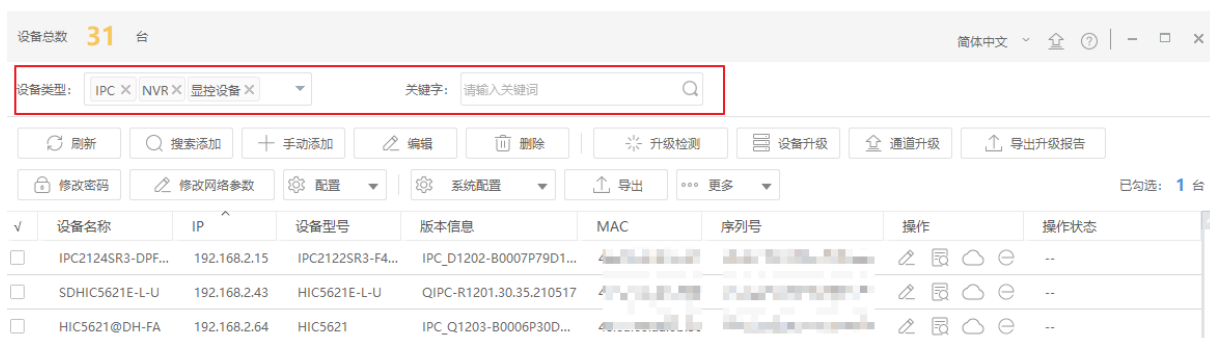 设备总数 31 台 简体中文
设备类型: IPC NVR 显控设备 关键字: 请输入关键词
刷新 搜索添加 手动添加 编辑 删除 升级检测 设备升级 通道升级 导出升级报告
修改密码 修改网络参数 配置 系统配置 导出 更多 已勾选: 1 台
√ 设备名称 IP 设备型号 版本信息 MAC 序列号 操作 操作状态
IPC2124SR3-DPF... 192.168.2.15 IPC2122SR3-F4... IPC_D1202-B0007P79D1... --
SDHIC5621E-L-U 192.168.2.43 HIC5621E-L-U QIPC-R1201.30.35.210517 --
HIC5621@DH-FA 192.168.2.64 HIC5621 IPC_Q1203-B0006P30D... --